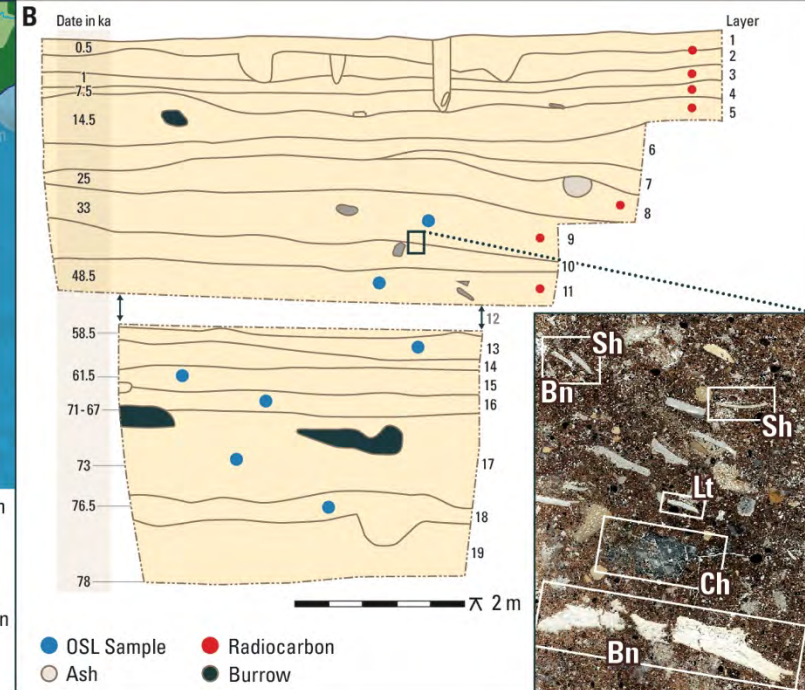 B
Date in ka
Layer
0.5
1
7.5
14.5
25
33
48.5
58.5
61.5
71-67
73
76.5
78
1
2
3
4
5
6
7
8
9
10
11
12
13
14
15
16
17
18
19
2 m
OSL Sample
Radiocarbon
Ash
Burrow
Sh
Bn
Sh
Lt
Ch
Bn